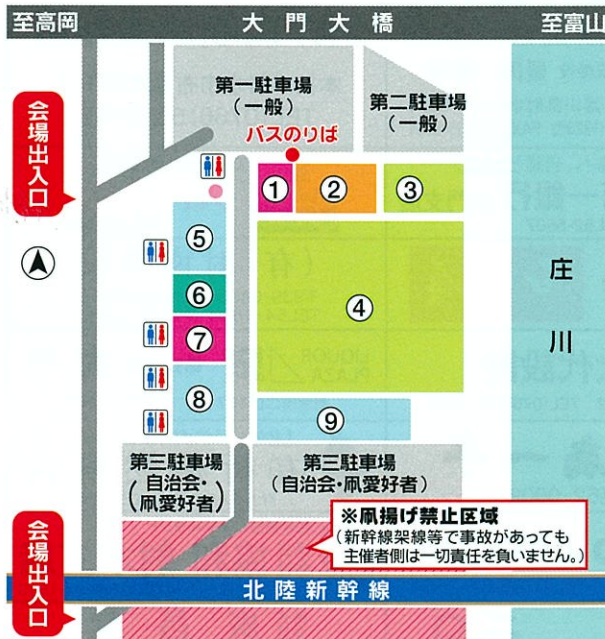 至高岡
大門大橋
至富山
第一駐車場
（一般）
第二駐車場
（一般）
バスのりば
会場出入口
①
②
③
④
⑤
⑥
⑦
⑧
⑨
庄川
第三駐車場
（自治会・
凧愛好者）
第三駐車場
（自治会・凧愛好者）
※凧揚げ禁止区域
（新幹線架線等で事故があっても
主催者側は一切責任を負いません。）
会場出入口
北陸新幹線